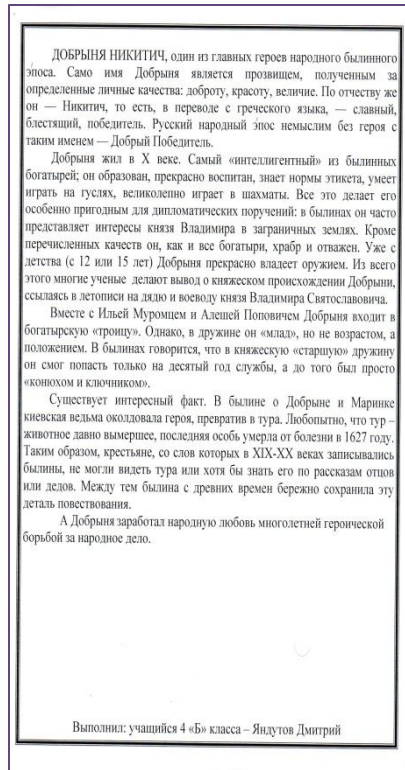 ДОБРЫНЯ НИКИТИЧ, один из главных героев народного былинного
эпоса. Само имя Добрыня является прозвищем, полученным за
определенные личные качества: доброту, красоту, величие. По отчеству же
он — Никитич, то есть, в переводе с греческого языка, — славный,
блестящий, победитель. Русский народный эпос немыслим без героя с
таким именем — Добрый Победитель.
Добрыня жил в X веке. Самый «интеллигентный» из былинных
богатырей; он образован, прекрасно воспитан, знает нормы этикета, умеет
играть на гуслях, великолепно играет в шахматы. Все это делает его
особенно пригодным для дипломатических поручений: в былинах он часто
представляет интересы князя Владимира в заграничных землях. Кроме
перечисленных качеств он, как и все богатыри, храбр и отважен. Уже с
детства (с 12 или 15 лет) Добрыня прекрасно владеет оружием. Из всего
этого многие ученые делают вывод о княжеском происхождении Добрыни,
ссылаясь в летописи на дядю и воеводу князя Владимира Святославовича.
Вместе с Ильей Муромцем и Алешей Поповичем Добрыня входит в
богатырскую «троицу». Однако, в дружине он «млад», но не возрастом, а
положением. В былинах говорится, что в княжескую «старшую» дружину
он смог попасть только на десятый год службы, а до того был просто
«конюхом и ключником».
Существует интересный факт. В былине о Добрыне и Маринке
киевская ведьма околдовала героя, превратив в тура. Любопытно, что тур –
животное давно вымершее, последняя особь умерла от болезни в 1627 году.
Таким образом, крестьяне, со слов которых в XIX-XX веках записывались
былины, не могли видеть тура или хотя бы знать его по рассказам отцов
или дедов. Между тем былина с древних времен бережно сохранила эту
деталь повествования.
А Добрыня заработал народную любовь многолетней героической
борьбой за народное дело.
Выполнил: учащийся 4 «Б» класса – Яндутов Дмитрий